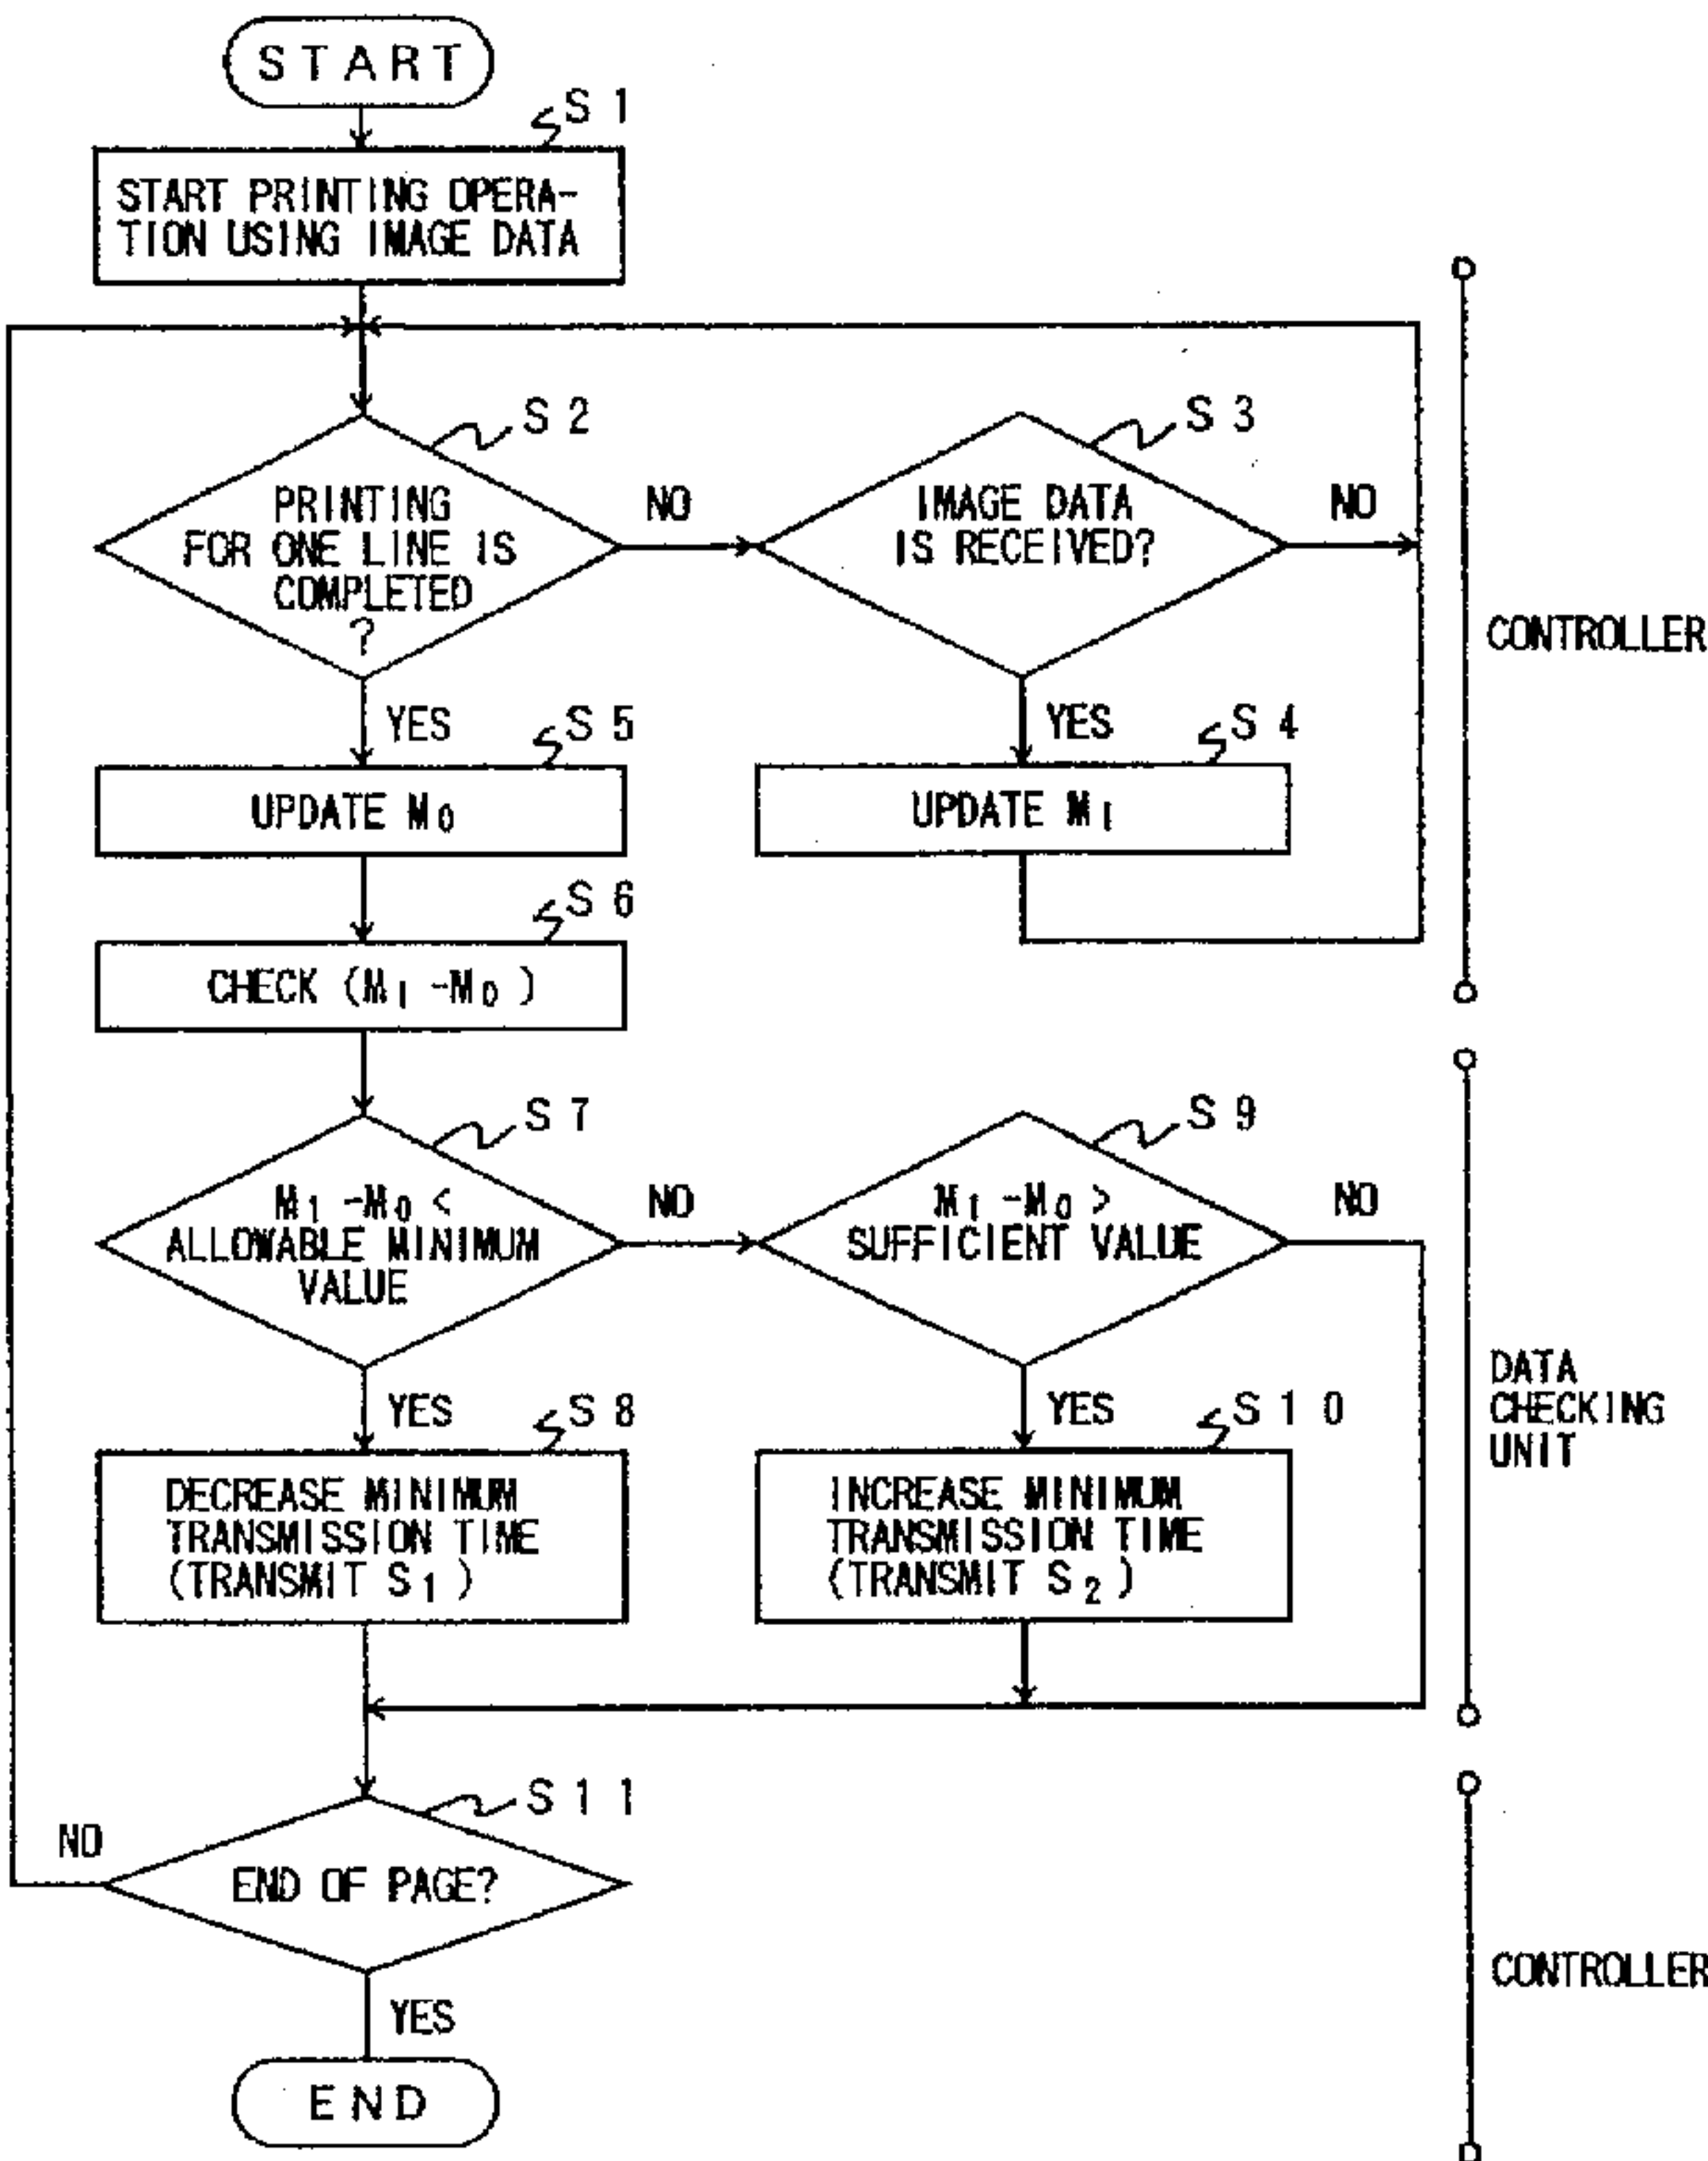 START
S1
START PRINTING OPERA-
TION USING IMAGE DATA
S2
PRINTING
FOR ONE LINE IS
COMPLETED
?
NO
S3
IMAGE DATA
IS RECEIVED?
NO
CONTROLLER
YES
S5
UPDATE M0
YES
S4
UPDATE M1
S6
CHECK (M1-M0)
S7
M1-M0 <
ALLOWABLE MINIMUM
VALUE
NO
S9
M1-M0 >
SUFFICIENT VALUE
NO
DATA
CHECKING
UNIT
YES
S8
DECREASE MINIMUM
TRANSMISSION TIME
(TRANSMIT S1)
YES
S10
INCREASE MINIMUM
TRANSMISSION TIME
(TRANSMIT S2)
S11
NO
END OF PAGE?
CONTROLLER
YES
END